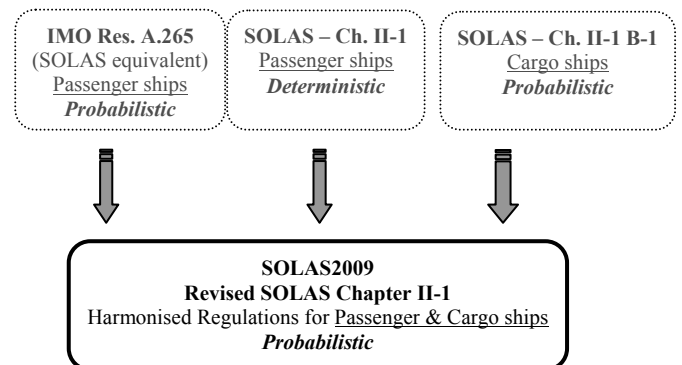 IMO Res. A.265
(SOLAS equivalent)
Passenger ships
Probabilistic
SOLAS – Ch. II-1
Passenger ships
Deterministic
SOLAS – Ch. II-1 B-1
Cargo ships
Probabilistic
SOLAS2009
Revised SOLAS Chapter II-1
Harmonised Regulations for Passenger & Cargo ships
Probabilistic